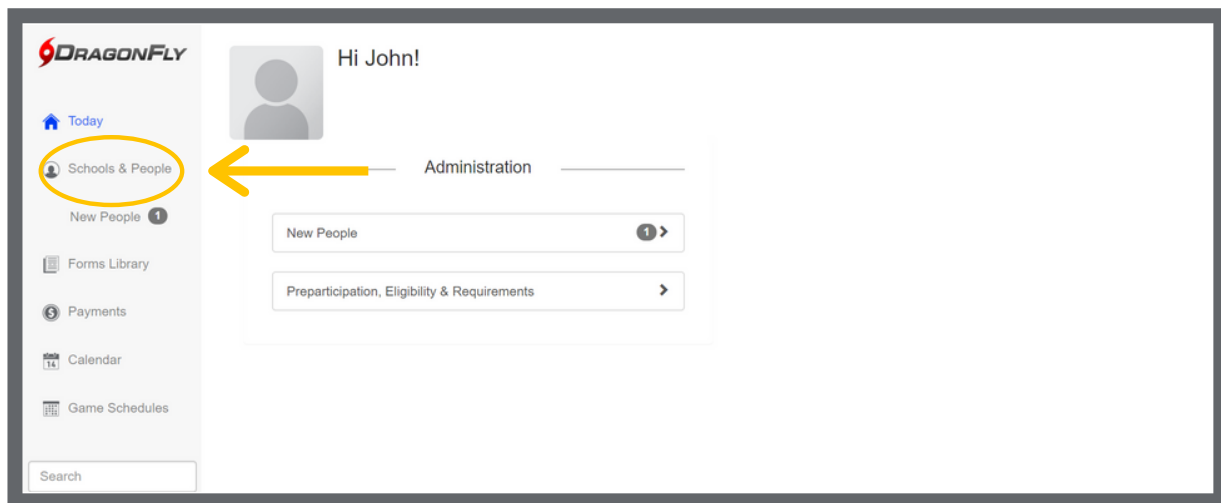 DRAGONFLY
Today
Schools & People
New People 1
Forms Library
Payments
14 Calendar
Game Schedules
Search
Hi John!
Administration
New People 1
Preparticipation, Eligibility & Requirements